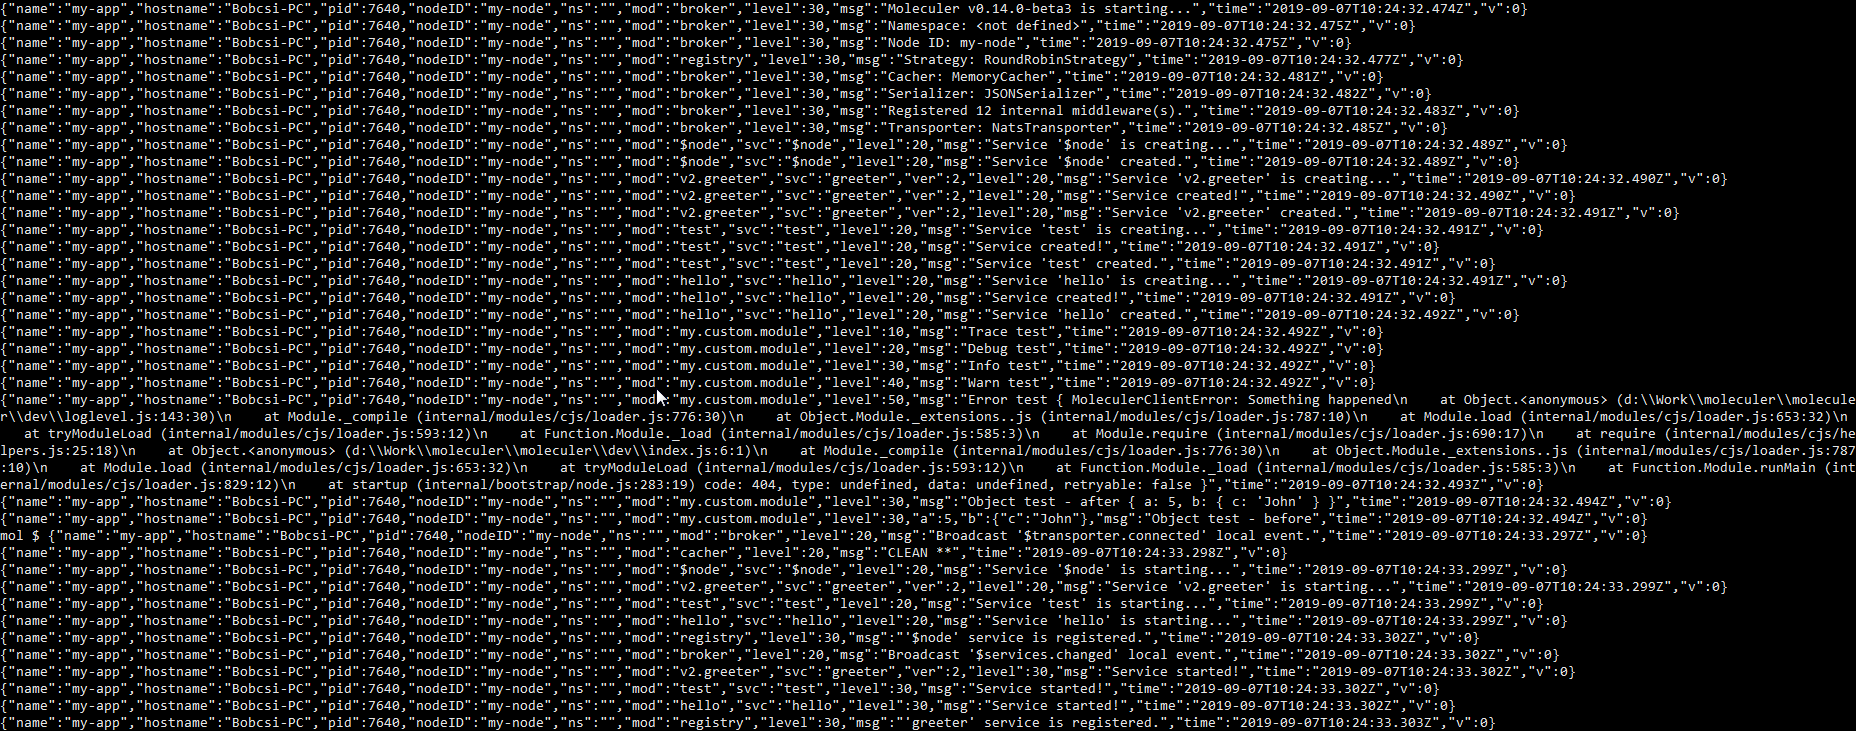 {"name":"my-app","hostname":"Bobcsi-PC","pid":7640,"nodeID":"my-node","ns":"","mod":"broker","level":30,"msg":"Moleculer v0.14.0-beta3 is starting...","time":"2019-09-07T10:24:32.474Z","v":0}
{"name":"my-app","hostname":"Bobcsi-PC","pid":7640,"nodeID":"my-node","ns":"","mod":"broker","level":30,"msg":"Namespace: <not defined>","time":"2019-09-07T10:24:32.475Z","v":0}
{"name":"my-app","hostname":"Bobcsi-PC","pid":7640,"nodeID":"my-node","ns":"","mod":"broker","level":30,"msg":"Node ID: my-node","time":"2019-09-07T10:24:32.475Z","v":0}
{"name":"my-app","hostname":"Bobcsi-PC","pid":7640,"nodeID":"my-node","ns":"","mod":"registry","level":30,"msg":"Strategy: RoundRobinStrategy","time":"2019-09-07T10:24:32.477Z","v":0}
{"name":"my-app","hostname":"Bobcsi-PC","pid":7640,"nodeID":"my-node","ns":"","mod":"broker","level":30,"msg":"Cacher: MemoryCacher","time":"2019-09-07T10:24:32.481Z","v":0}
{"name":"my-app","hostname":"Bobcsi-PC","pid":7640,"nodeID":"my-node","ns":"","mod":"broker","level":30,"msg":"Serializer: JSONSerializer","time":"2019-09-07T10:24:32.482Z","v":0}
{"name":"my-app","hostname":"Bobcsi-PC","pid":7640,"nodeID":"my-node","ns":"","mod":"broker","level":30,"msg":"Registered 12 internal middleware(s).","time":"2019-09-07T10:24:32.483Z","v":0}
{"name":"my-app","hostname":"Bobcsi-PC","pid":7640,"nodeID":"my-node","ns":"","mod":"broker","level":30,"msg":"Transporter: NatsTransporter","time":"2019-09-07T10:24:32.485Z","v":0}
{"name":"my-app","hostname":"Bobcsi-PC","pid":7640,"nodeID":"my-node","ns":"","mod":"$node","svc":"$node","level":20,"msg":"Service '$node' is creating...","time":"2019-09-07T10:24:32.489Z","v":0}
{"name":"my-app","hostname":"Bobcsi-PC","pid":7640,"nodeID":"my-node","ns":"","mod":"$node","svc":"$node","level":20,"msg":"Service '$node' created.","time":"2019-09-07T10:24:32.489Z","v":0}
{"name":"my-app","hostname":"Bobcsi-PC","pid":7640,"nodeID":"my-node","ns":"","mod":"v2.greeter","svc":"greeter","ver":2,"level":20,"msg":"Service 'v2.greeter' is creating...","time":"2019-09-07T10:24:32.490Z","v":0}
{"name":"my-app","hostname":"Bobcsi-PC","pid":7640,"nodeID":"my-node","ns":"","mod":"v2.greeter","svc":"greeter","ver":2,"level":20,"msg":"Service created!","time":"2019-09-07T10:24:32.490Z","v":0}
{"name":"my-app","hostname":"Bobcsi-PC","pid":7640,"nodeID":"my-node","ns":"","mod":"v2.greeter","svc":"greeter","ver":2,"level":20,"msg":"Service 'v2.greeter' created.","time":"2019-09-07T10:24:32.491Z","v":0}
{"name":"my-app","hostname":"Bobcsi-PC","pid":7640,"nodeID":"my-node","ns":"","mod":"test","svc":"test","level":20,"msg":"Service 'test' is creating...","time":"2019-09-07T10:24:32.491Z","v":0}
{"name":"my-app","hostname":"Bobcsi-PC","pid":7640,"nodeID":"my-node","ns":"","mod":"test","svc":"test","level":20,"msg":"Service created!","time":"2019-09-07T10:24:32.491Z","v":0}
{"name":"my-app","hostname":"Bobcsi-PC","pid":7640,"nodeID":"my-node","ns":"","mod":"test","svc":"test","level":20,"msg":"Service 'test' created.","time":"2019-09-07T10:24:32.491Z","v":0}
{"name":"my-app","hostname":"Bobcsi-PC","pid":7640,"nodeID":"my-node","ns":"","mod":"hello","svc":"hello","level":20,"msg":"Service 'hello' is creating...","time":"2019-09-07T10:24:32.491Z","v":0}
{"name":"my-app","hostname":"Bobcsi-PC","pid":7640,"nodeID":"my-node","ns":"","mod":"hello","svc":"hello","level":20,"msg":"Service created!","time":"2019-09-07T10:24:32.491Z","v":0}
{"name":"my-app","hostname":"Bobcsi-PC","pid":7640,"nodeID":"my-node","ns":"","mod":"hello","svc":"hello","level":20,"msg":"Service 'hello' created.","time":"2019-09-07T10:24:32.492Z","v":0}
{"name":"my-app","hostname":"Bobcsi-PC","pid":7640,"nodeID":"my-node","ns":"","mod":"my.custom.module","level":10,"msg":"Trace test","time":"2019-09-07T10:24:32.492Z","v":0}
{"name":"my-app","hostname":"Bobcsi-PC","pid":7640,"nodeID":"my-node","ns":"","mod":"my.custom.module","level":20,"msg":"Debug test","time":"2019-09-07T10:24:32.492Z","v":0}
{"name":"my-app","hostname":"Bobcsi-PC","pid":7640,"nodeID":"my-node","ns":"","mod":"my.custom.module","level":30,"msg":"Info test","time":"2019-09-07T10:24:32.492Z","v":0}
{"name":"my-app","hostname":"Bobcsi-PC","pid":7640,"nodeID":"my-node","ns":"","mod":"my.custom.module","level":40,"msg":"Warn test","time":"2019-09-07T10:24:32.492Z","v":0}
{"name":"my-app","hostname":"Bobcsi-PC","pid":7640,"nodeID":"my-node","ns":"","mod":"my.custom.module","level":50,"msg":"Error test { MoleculerClientError: Something happened\n    at Object.<anonymous> (d:\\Work\\moleculer\\molecule
r\\dev\\loglevel.js:143:30)\n    at Module._compile (internal/modules/cjs/loader.js:776:30)\n    at Object.Module._extensions..js (internal/modules/cjs/loader.js:787:10)\n    at Module.load (internal/modules/cjs/loader.js:653:32)\n
   at tryModuleLoad (internal/modules/cjs/loader.js:593:12)\n    at Function.Module._load (internal/modules/cjs/loader.js:585:3)\n    at Module.require (internal/modules/cjs/loader.js:690:17)\n    at require (internal/modules/cjs/he
lpers.js:25:18)\n    at Object.<anonymous> (d:\\Work\\moleculer\\moleculer\\dev\\index.js:6:1)\n    at Module._compile (internal/modules/cjs/loader.js:776:30)\n    at Object.Module._extensions..js (internal/modules/cjs/loader.js:787
:10)\n    at Module.load (internal/modules/cjs/loader.js:653:32)\n    at tryModuleLoad (internal/modules/cjs/loader.js:593:12)\n    at Function.Module._load (internal/modules/cjs/loader.js:585:3)\n    at Function.Module.runMain (int
ernal/modules/cjs/loader.js:829:12)\n    at startup (internal/bootstrap/node.js:283:19) code: 404, type: undefined, data: undefined, retryable: false }","time":"2019-09-07T10:24:32.493Z","v":0}
{"name":"my-app","hostname":"Bobcsi-PC","pid":7640,"nodeID":"my-node","ns":"","mod":"my.custom.module","level":30,"msg":"Object test - after { a: 5, b: { c: 'John' } }","time":"2019-09-07T10:24:32.494Z","v":0}
{"name":"my-app","hostname":"Bobcsi-PC","pid":7640,"nodeID":"my-node","ns":"","mod":"my.custom.module","level":30,"a":5,"b":{"c":"John"},"msg":"Object test - before","time":"2019-09-07T10:24:32.494Z","v":0}
mol $ {"name":"my-app","hostname":"Bobcsi-PC","pid":7640,"nodeID":"my-node","ns":"","mod":"broker","level":20,"msg":"Broadcast '$transporter.connected' local event.","time":"2019-09-07T10:24:33.297Z","v":0}
{"name":"my-app","hostname":"Bobcsi-PC","pid":7640,"nodeID":"my-node","ns":"","mod":"cacher","level":20,"msg":"CLEAN **","time":"2019-09-07T10:24:33.298Z","v":0}
{"name":"my-app","hostname":"Bobcsi-PC","pid":7640,"nodeID":"my-node","ns":"","mod":"$node","svc":"$node","level":20,"msg":"Service '$node' is starting...","time":"2019-09-07T10:24:33.299Z","v":0}
{"name":"my-app","hostname":"Bobcsi-PC","pid":7640,"nodeID":"my-node","ns":"","mod":"v2.greeter","svc":"greeter","ver":2,"level":20,"msg":"Service 'v2.greeter' is starting...","time":"2019-09-07T10:24:33.299Z","v":0}
{"name":"my-app","hostname":"Bobcsi-PC","pid":7640,"nodeID":"my-node","ns":"","mod":"test","svc":"test","level":20,"msg":"Service 'test' is starting...","time":"2019-09-07T10:24:33.299Z","v":0}
{"name":"my-app","hostname":"Bobcsi-PC","pid":7640,"nodeID":"my-node","ns":"","mod":"hello","svc":"hello","level":20,"msg":"Service 'hello' is starting...","time":"2019-09-07T10:24:33.299Z","v":0}
{"name":"my-app","hostname":"Bobcsi-PC","pid":7640,"nodeID":"my-node","ns":"","mod":"registry","level":30,"msg":"'$node' service is registered.","time":"2019-09-07T10:24:33.302Z","v":0}
{"name":"my-app","hostname":"Bobcsi-PC","pid":7640,"nodeID":"my-node","ns":"","mod":"broker","level":20,"msg":"Broadcast '$services.changed' local event.","time":"2019-09-07T10:24:33.302Z","v":0}
{"name":"my-app","hostname":"Bobcsi-PC","pid":7640,"nodeID":"my-node","ns":"","mod":"v2.greeter","svc":"greeter","ver":2,"level":30,"msg":"Service started!","time":"2019-09-07T10:24:33.302Z","v":0}
{"name":"my-app","hostname":"Bobcsi-PC","pid":7640,"nodeID":"my-node","ns":"","mod":"test","svc":"test","level":30,"msg":"Service started!","time":"2019-09-07T10:24:33.302Z","v":0}
{"name":"my-app","hostname":"Bobcsi-PC","pid":7640,"nodeID":"my-node","ns":"","mod":"hello","svc":"hello","level":30,"msg":"Service started!","time":"2019-09-07T10:24:33.302Z","v":0}
{"name":"my-app","hostname":"Bobcsi-PC","pid":7640,"nodeID":"my-node","ns":"","mod":"registry","level":30,"msg":"'greeter' service is registered.","time":"2019-09-07T10:24:33.303Z","v":0}